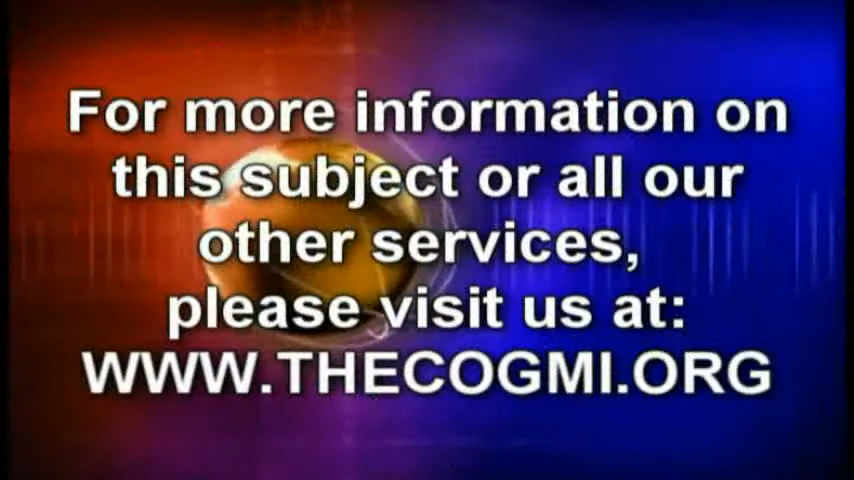 For more information on
this subject or all our
other services,
please visit us at:
WWW.THECOGMI.ORG